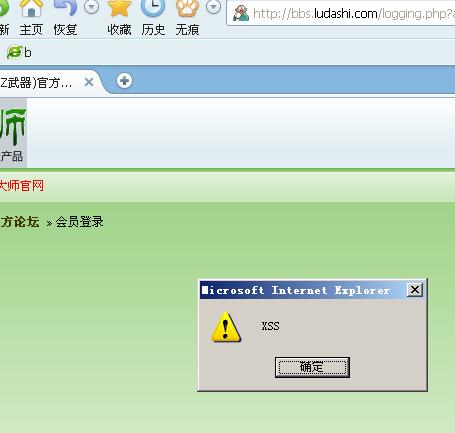 新 主页 恢复 收藏 历史 无痕 http://bbs.ludashi.com/logging.php?a
b
Z武器)官方...
师
产品
大师官网
方论坛 » 会员登录
Microsoft Internet Explorer
XSS
确定